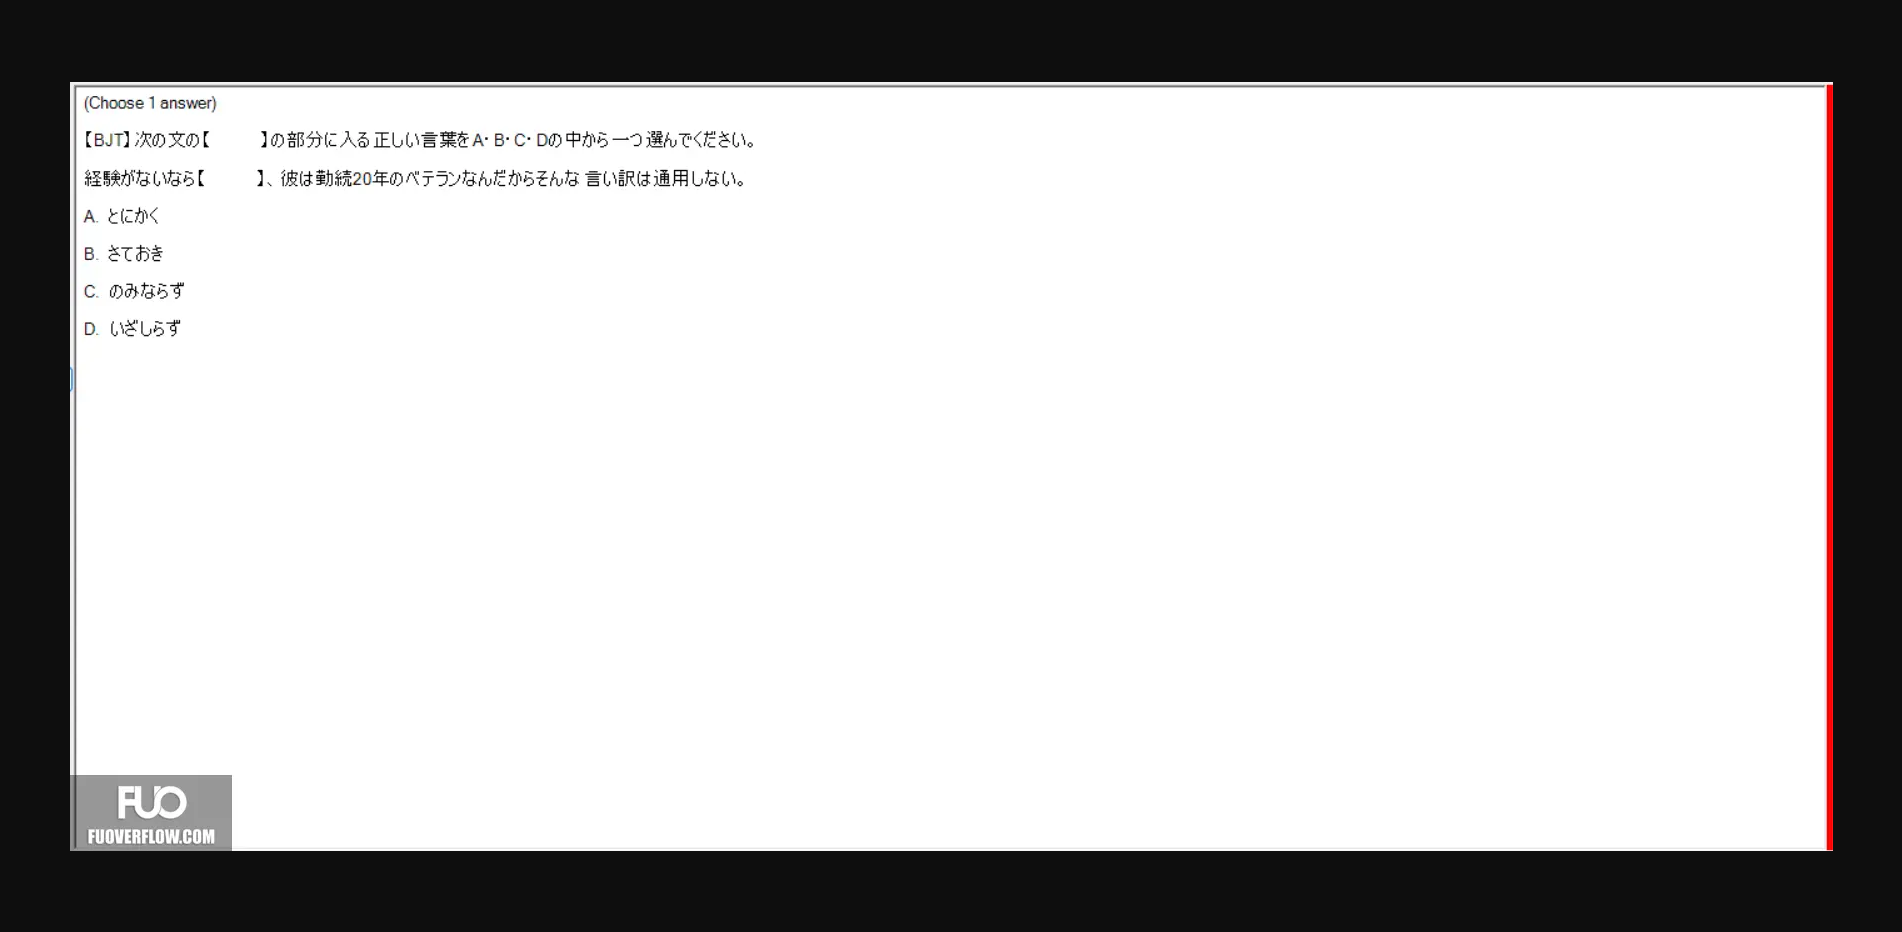 (Choose 1 answer)
【BJT】次の文の【　　　】の部分に入る正しい言葉をA・B・C・Dの中から一つ選んでください。
経験がないなら【　　　】、彼は勤続20年のベテランなんだからそんな言い訳は通用しない。
A. とにかく
B. さておき
C. のみならず
D. いざしらず
FUO
FUOVERFLOW.COM